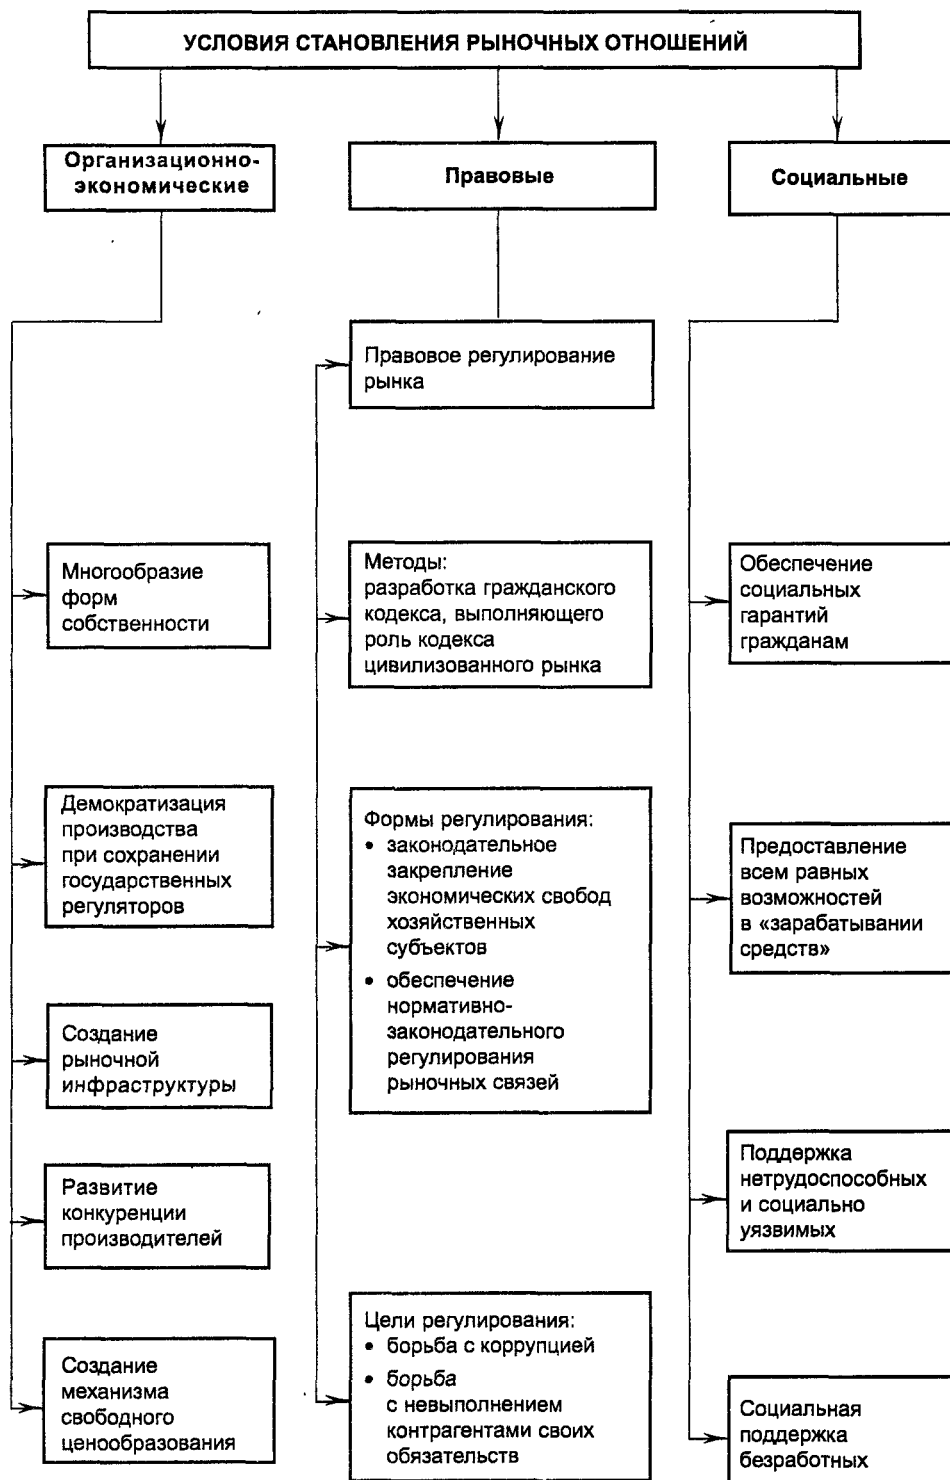 УСЛОВИЯ СТАНОВЛЕНИЯ РЫНОЧНЫХ ОТНОШЕНИЙ
Организационно-
экономические
Правовые
Социальные
Правовое регулирование
рынка
Многообразие
форм
собственности
Методы:
разработка гражданского
кодекса, выполняющего
роль кодекса
цивилизованного рынка
Обеспечение
социальных
гарантий
гражданам
Демократизация
производства
при сохранении
государственных
регуляторов
Формы регулирования:
• законодательное
закрепление
экономических свобод
хозяйственных
субъектов
• обеспечение
нормативно-
законодательного
регулирования
рыночных связей
Предоставление
всем равных
возможностей
в «зарабатывании
средств»
Создание
рыночной
инфраструктуры
Развитие
конкуренции
производителей
Поддержка
нетрудоспособных
и социально
уязвимых
Создание
механизма
свободного
ценообразования
Цели регулирования:
• борьба с коррупцией
• борьба
с невыполнением
контрагентами своих
обязательств
Социальная
поддержка
безработных